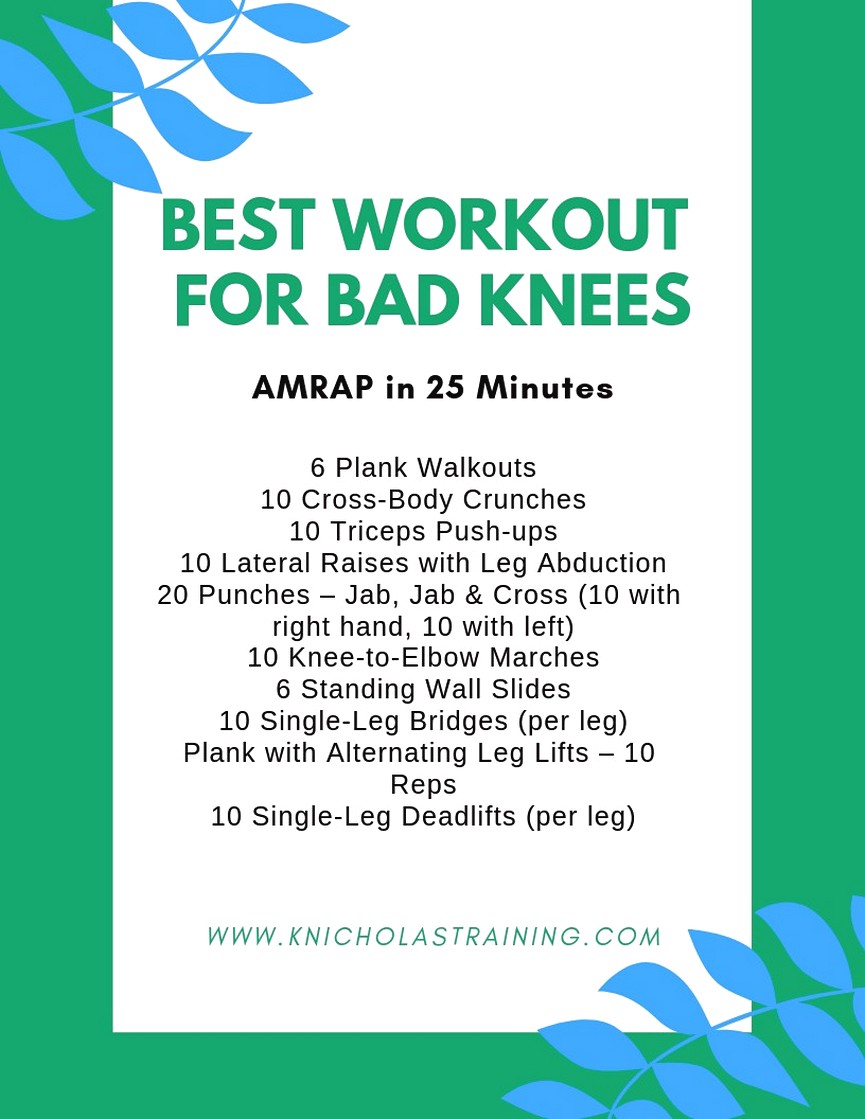 BEST WORKOUT
FOR BAD KNEES
AMRAP in 25 Minutes
6 Plank Walkouts
10 Cross-Body Crunches
10 Triceps Push-ups
10 Lateral Raises with Leg Abduction
20 Punches – Jab, Jab & Cross (10 with
right hand, 10 with left)
10 Knee-to-Elbow Marches
6 Standing Wall Slides
10 Single-Leg Bridges (per leg)
Plank with Alternating Leg Lifts – 10
Reps
10 Single-Leg Deadlifts (per leg)
WWW.KNICHOLASTRAINING.COM